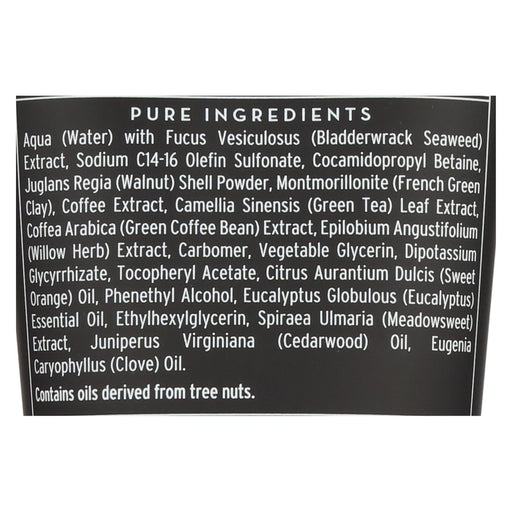 PURE INGREDIENTS
Aqua (Water) with Fucus Vesiculosus (Bladderwrack Seaweed)
Extract, Sodium C14-16 Olefin Sulfonate, Cocamidopropyl Betaine,
Juglans Regia (Walnut) Shell Powder, Montmorillonite (French Green
Clay), Coffee Extract, Camellia Sinensis (Green Tea) Leaf Extract,
Coffea Arabica (Green Coffee Bean) Extract, Epilobium Angustifolium
(Willow Herb) Extract, Carbomer, Vegetable Glycerin, Dipotassium
Glycyrrhizate, Tocopheryl Acetate, Citrus Aurantium Dulcis (Sweet
Orange) Oil, Phenethyl Alcohol, Eucalyptus Globulous (Eucalyptus)
Essential Oil, Ethylhexylglycerin, Spiraea Ulmaria (Meadowsweet)
Extract, Juniperus Virginiana (Cedarwood) Oil, Eugenia
Caryophyllus (Clove) Oil.
Contains oils derived from tree nuts.